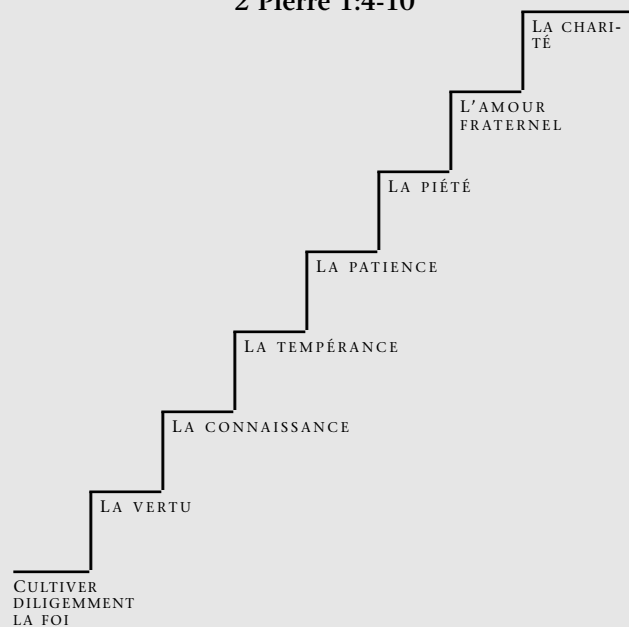 2 Pierre 1:4-10
LA CHARI-
TÉ
L'AMOUR
FRATERNEL
LA PIÉTÉ
LA PATIENCE
LA TEMPÉRANCE
LA CONNAISSANCE
LA VERTU
CULTIVER
DILIGEMMENT
LA FOI